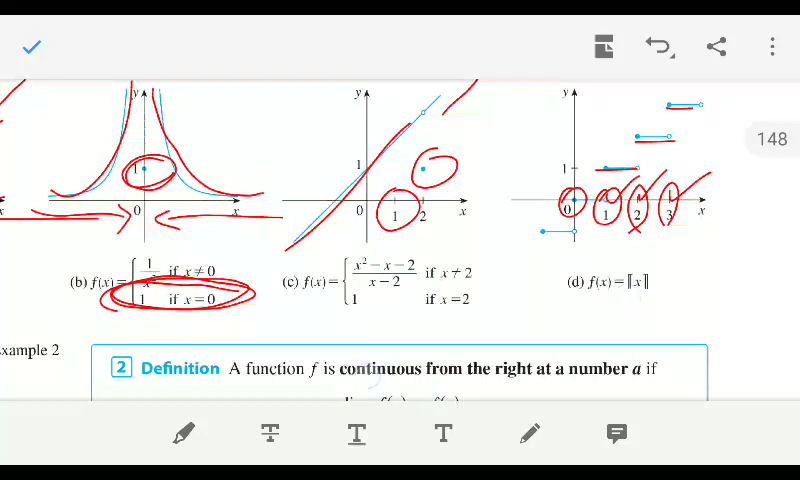 148
y y y
1 1 1
0 x 0 1 2 x 0 1 2 3 x
x
(b) f(x) = { 1/x² if x ≠ 0
1 if x = 0
(c) f(x) = { (x² − x − 2)/(x − 2) if x ≠ 2
1 if x = 2
(d) f(x) = ⟦x⟧
xample 2
2 Definition A function f is continuous from the right at a number a if
T T